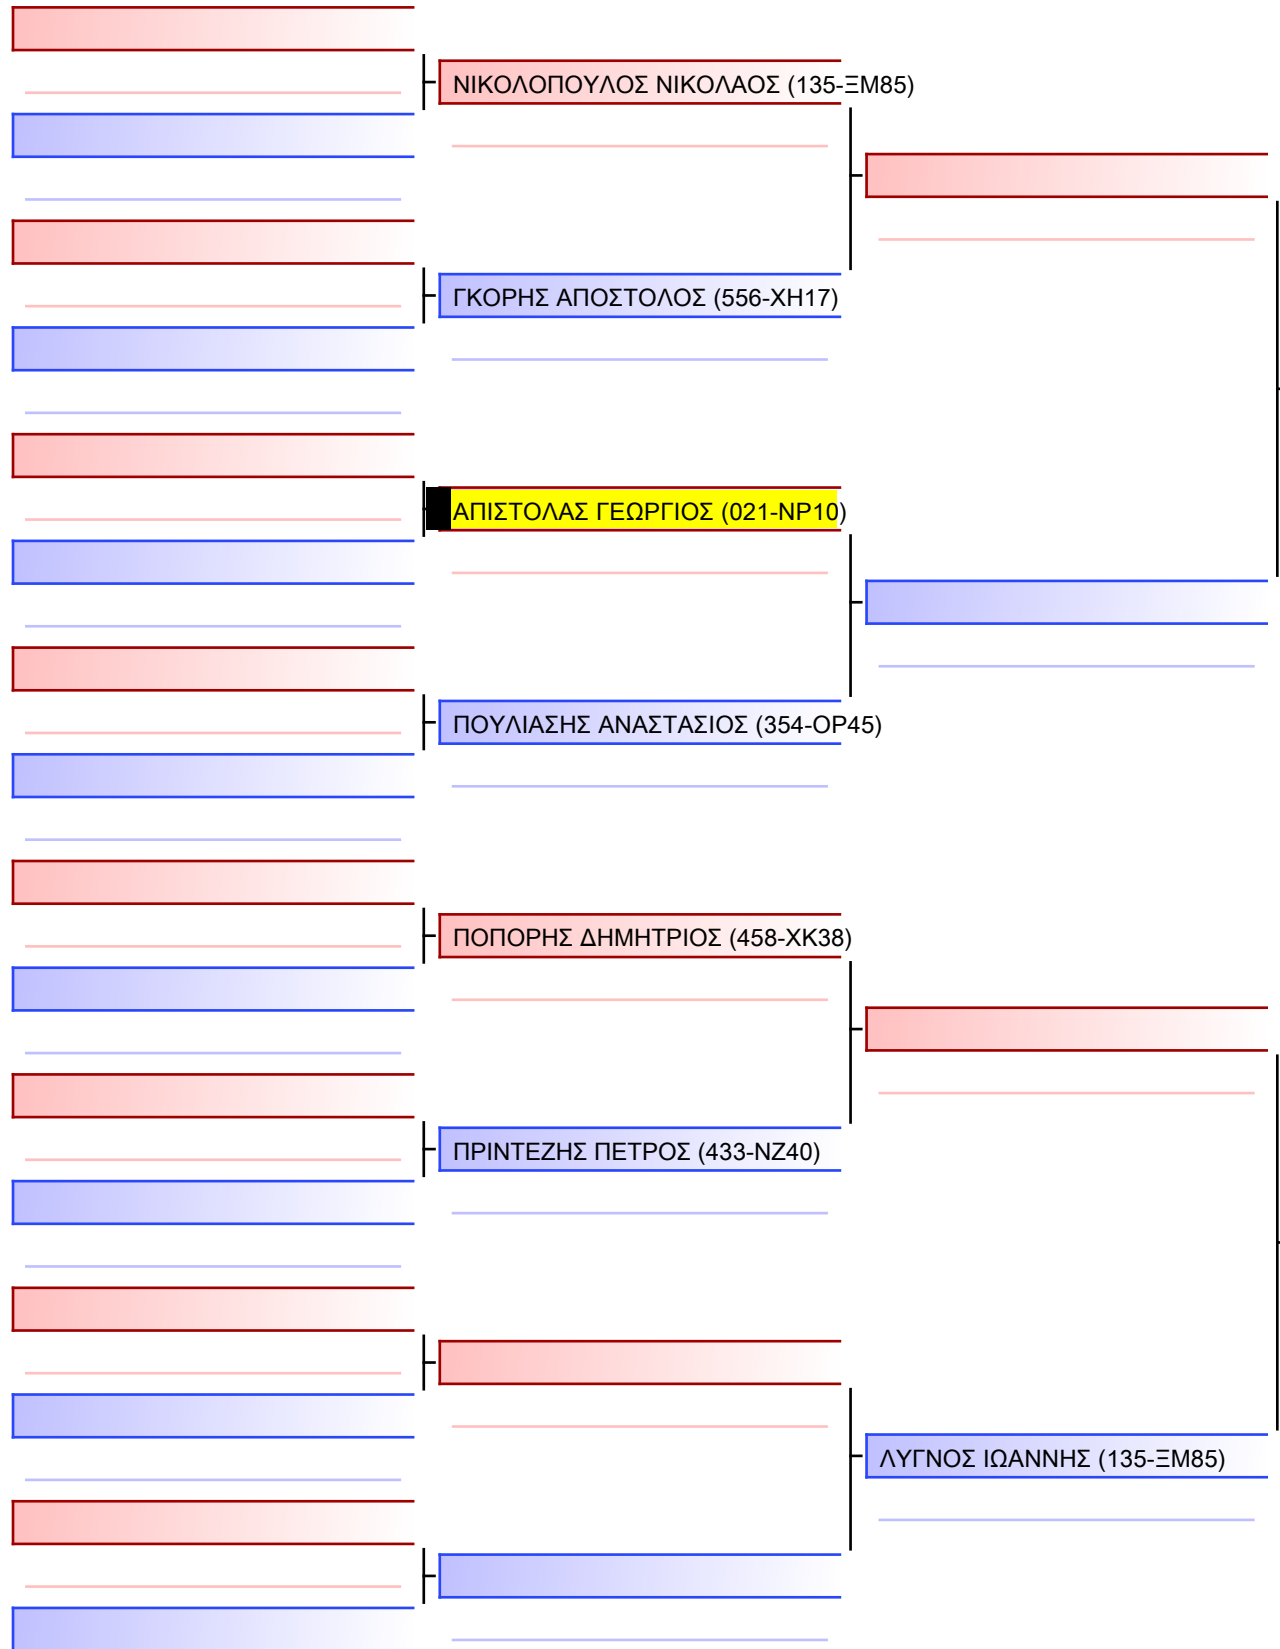 ΝΙΚΟΛΟΠΟΥΛΟΣ ΝΙΚΟΛΑΟΣ (135-ΞΜ85)
ΓΚΟΡΗΣ ΑΠΟΣΤΟΛΟΣ (556-ΧΗ17)
ΑΠΙΣΤΟΛΑΣ ΓΕΩΡΓΙΟΣ (021-ΝΡ10)
ΠΟΥΛΙΑΣΗΣ ΑΝΑΣΤΑΣΙΟΣ (354-ΟΡ45)
ΠΟΠΟΡΗΣ ΔΗΜΗΤΡΙΟΣ (458-ΧΚ38)
ΠΡΙΝΤΕΖΗΣ ΠΕΤΡΟΣ (433-ΝΖ40)
ΛΥΓΝΟΣ ΙΩΑΝΝΗΣ (135-ΞΜ85)